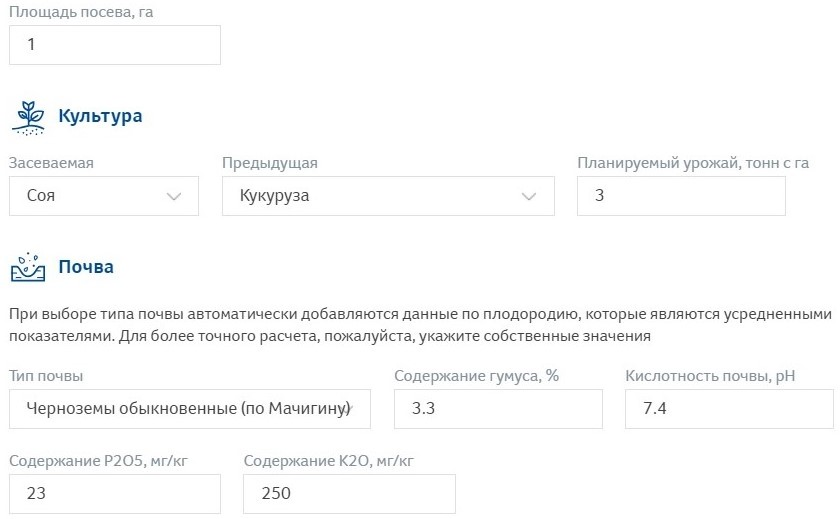 Площадь посева, га
1
Культура
Засеваемая Предыдущая Планируемый урожай, тонн с га
Соя Кукуруза 3
Почва
При выборе типа почвы автоматически добавляются данные по плодородию, которые являются усредненными
показателями. Для более точного расчета, пожалуйста, укажите собственные значения
Тип почвы Содержание гумуса, % Кислотность почвы, pH
Черноземы обыкновенные (по Мачигину) 3.3 7.4
Содержание P2O5, мг/кг Содержание K2O, мг/кг
23 250